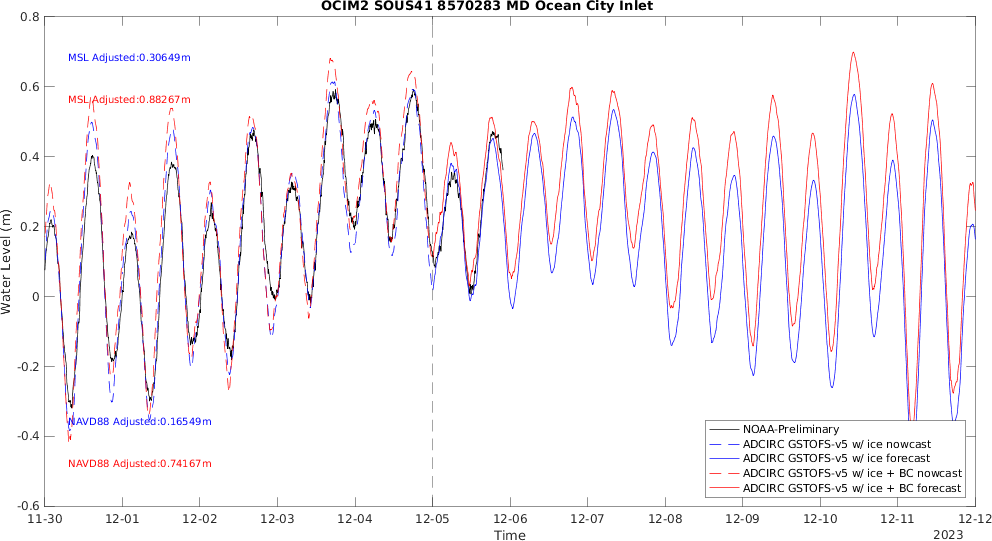 OCIM2 SOUS41 8570283 MD Ocean City Inlet
0.8
MSL Adjusted:0.30649m
0.6
MSL Adjusted:0.88267m
0.4
0.2
Water Level (m)
0
-0.2
NAVD88 Adjusted:0.16549m
-0.4
NAVD88 Adjusted:0.74167m
-0.6
NOAA-Preliminary
ADCIRC GSTOFS-v5 w/ ice nowcast
ADCIRC GSTOFS-v5 w/ ice forecast
ADCIRC GSTOFS-v5 w/ ice + BC nowcast
ADCIRC GSTOFS-v5 w/ ice + BC forecast
11-30 12-01 12-02 12-03 12-04 12-05 12-06 12-07 12-08 12-09 12-10 12-11 12-12
Time
2023